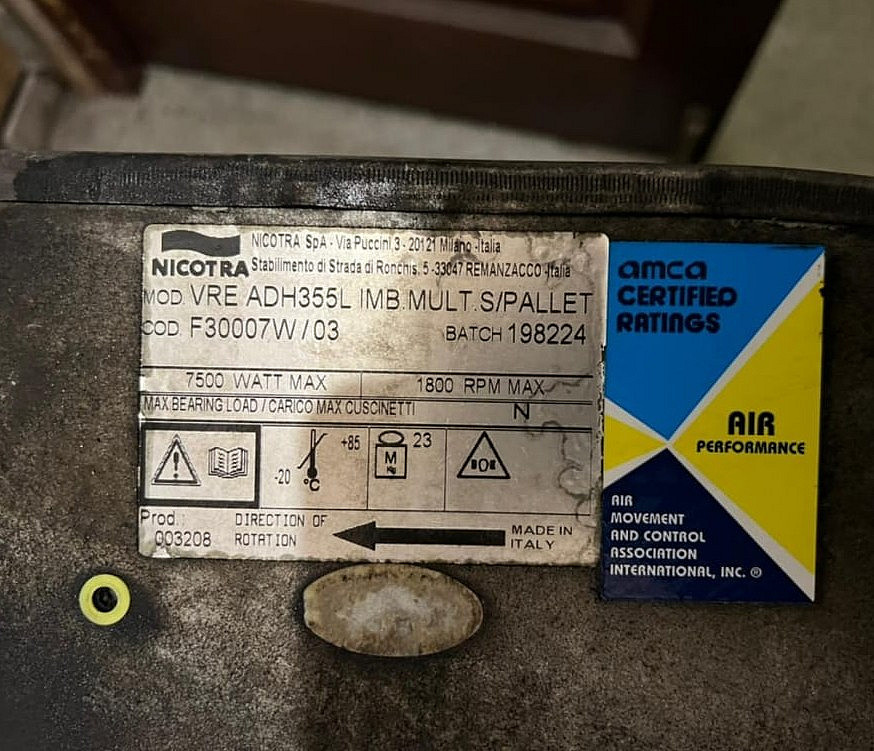 NICOTRA
NICOTRA SpA - Via Puccini 3 - 20121 Milano -Italia
Stabilimento di Strada di Ronchis, 5 -33047 REMANZACCO -Italia
MOD. VRE ADH355L IMB.MULT.S/PALLET
COD F30007W/03 BATCH 198224
7500 WATT MAX 1800 RPM MAX
MAX BEARING LOAD / CARICO MAX CUSCINETTI N
-20 °C +85
M kg 23
Prod.: 003208
DIRECTION OF
ROTATION
MADE IN
ITALY
amca
CERTIFIED
RATINGS
AIR
PERFORMANCE
AIR
MOVEMENT
AND CONTROL
ASSOCIATION
INTERNATIONAL, INC. ®